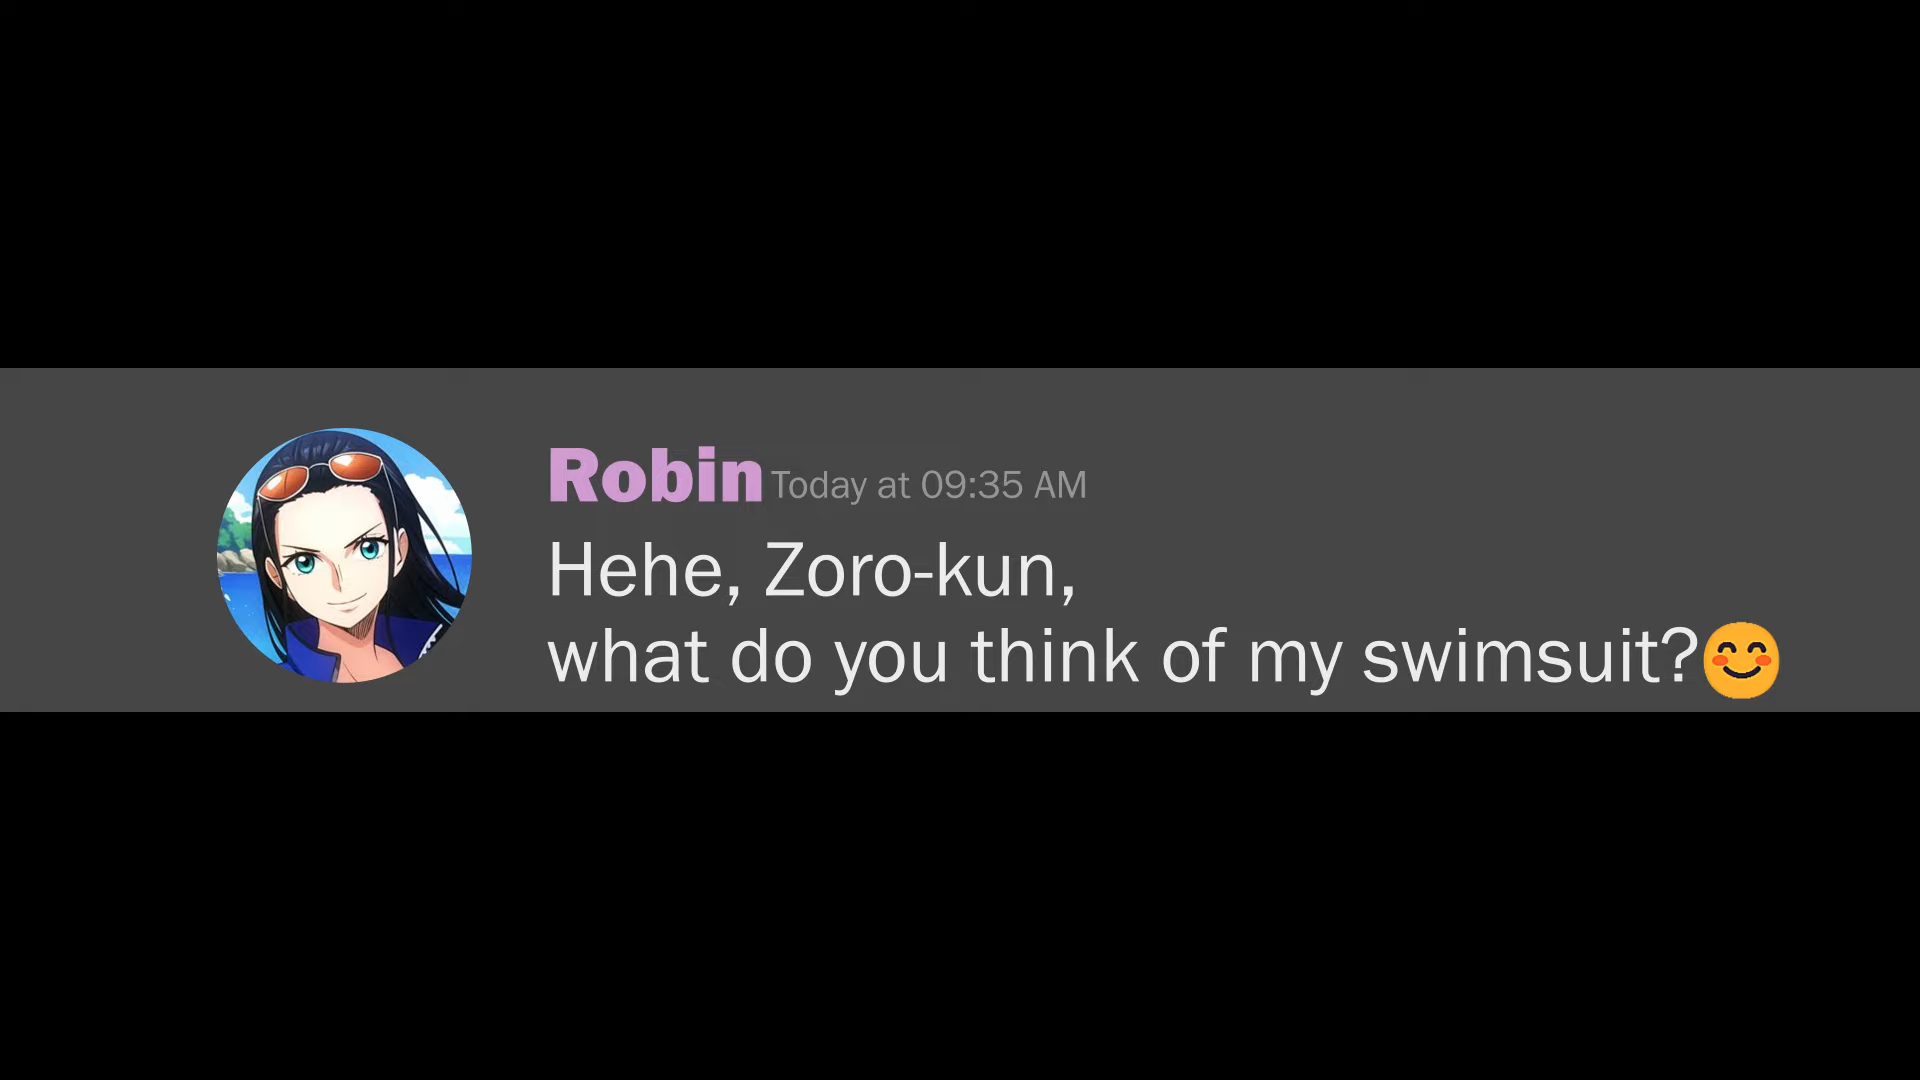 Robin Today at 09:35 AM
Hehe, Zoro-kun,
what do you think of my swimsuit?😊